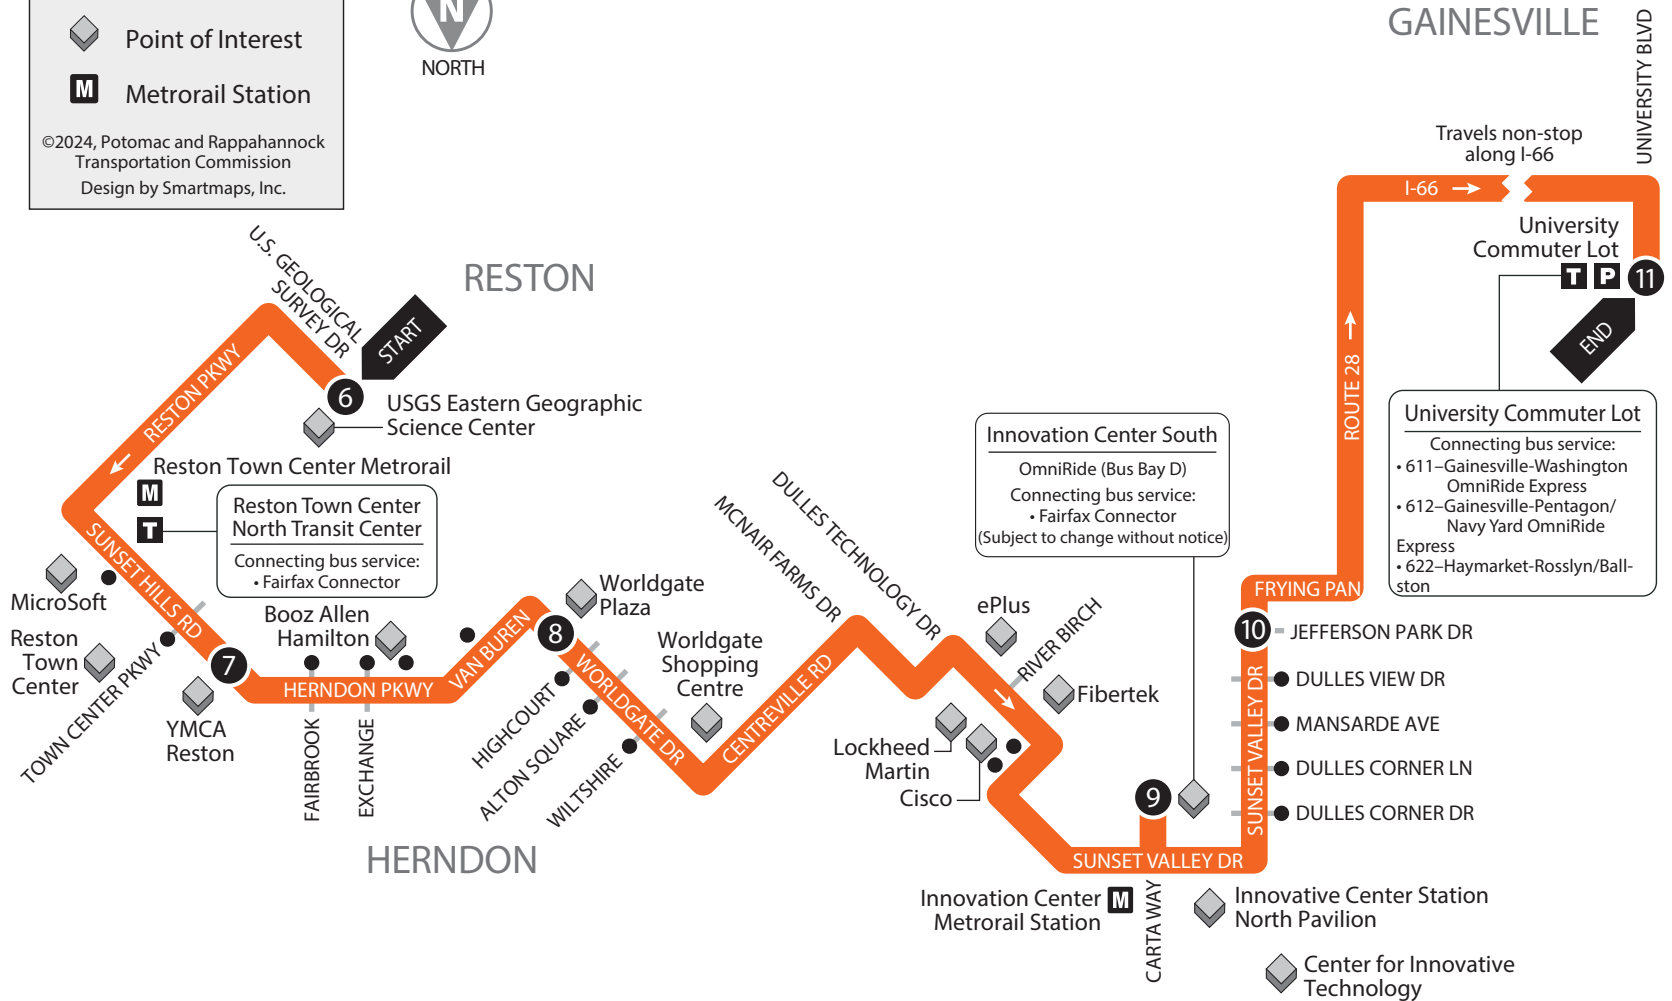 Point of Interest
M
Metrorail Station
©2024, Potomac and Rappahannock
Transportation Commission
Design by Smartmaps, Inc.
N
NORTH
GAINESVILLE
UNIVERSITY BLVD
Travels non-stop
along I-66
I-66
University
Commuter Lot
T P
11
END
ROUTE 28
University Commuter Lot
Connecting bus service:
• 611–Gainesville-Washington
OmniRide Express
• 612–Gainesville-Pentagon/
Navy Yard OmniRide
Express
• 622–Haymarket-Rosslyn/Ball-
ston
RESTON
U.S. GEOLOGICAL
SURVEY DR
START
6
USGS Eastern Geographic
Science Center
RESTON PKWY
Reston Town Center Metrorail
M
T
Reston Town Center
North Transit Center
Connecting bus service:
• Fairfax Connector
SUNSET HILLS RD
MicroSoft
Reston
Town
Center
TOWN CENTER PKWY
7
YMCA
Reston
Booz Allen
Hamilton
HERNDON PKWY
FAIRBROOK
EXCHANGE
VAN BUREN
8
Worldgate
Plaza
WORLDGATE DR
HIGHCOURT
ALTON SQUARE
WILTSHIRE
Worldgate
Shopping
Centre
HERNDON
CENTREVILLE RD
MCNAIR FARMS DR
DULLES TECHNOLOGY DR
ePlus
RIVER BIRCH
Fibertek
Lockheed
Martin
Cisco
Innovation Center South
OmniRide (Bus Bay D)
Connecting bus service:
• Fairfax Connector
(Subject to change without notice)
9
SUNSET VALLEY DR
Innovation Center
Metrorail Station
M
CARTA WAY
Innovative Center Station
North Pavilion
Center for Innovative
Technology
SUNSET VALLEY DR
FRYING PAN
10
JEFFERSON PARK DR
DULLES VIEW DR
MANSARDE AVE
DULLES CORNER LN
DULLES CORNER DR